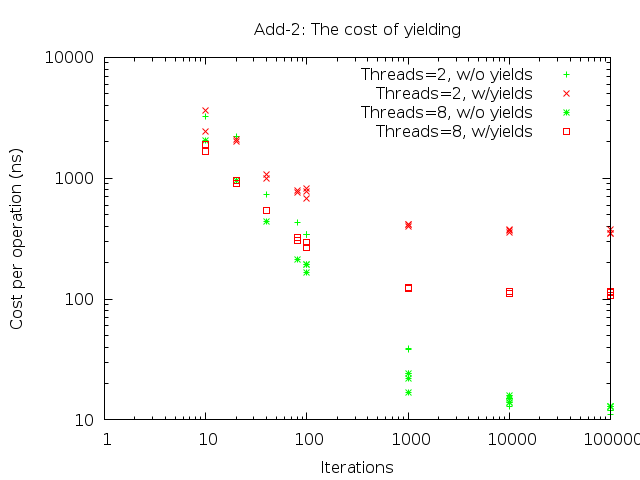 Add-2: The cost of yielding
10000
1000
100
10
Cost per operation (ns)
Threads=2, w/o yields
Threads=2, w/yields
Threads=8, w/o yields
Threads=8, w/yields
1 10 100 1000 10000 100000
Iterations